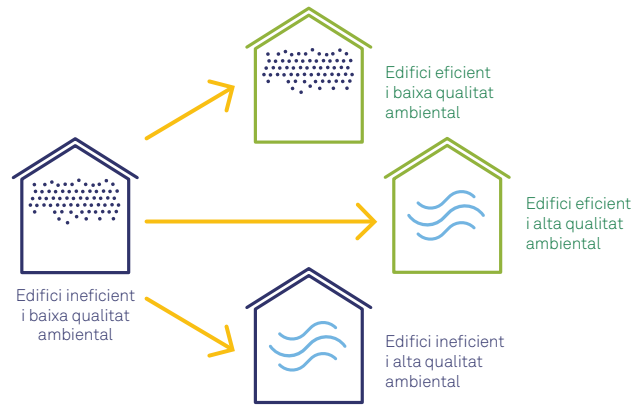 Edifici eficient
i baixa qualitat
ambiental
Edifici eficient
i alta qualitat
ambiental
Edifici ineficient
i baixa qualitat
ambiental
Edifici ineficient
i alta qualitat
ambiental